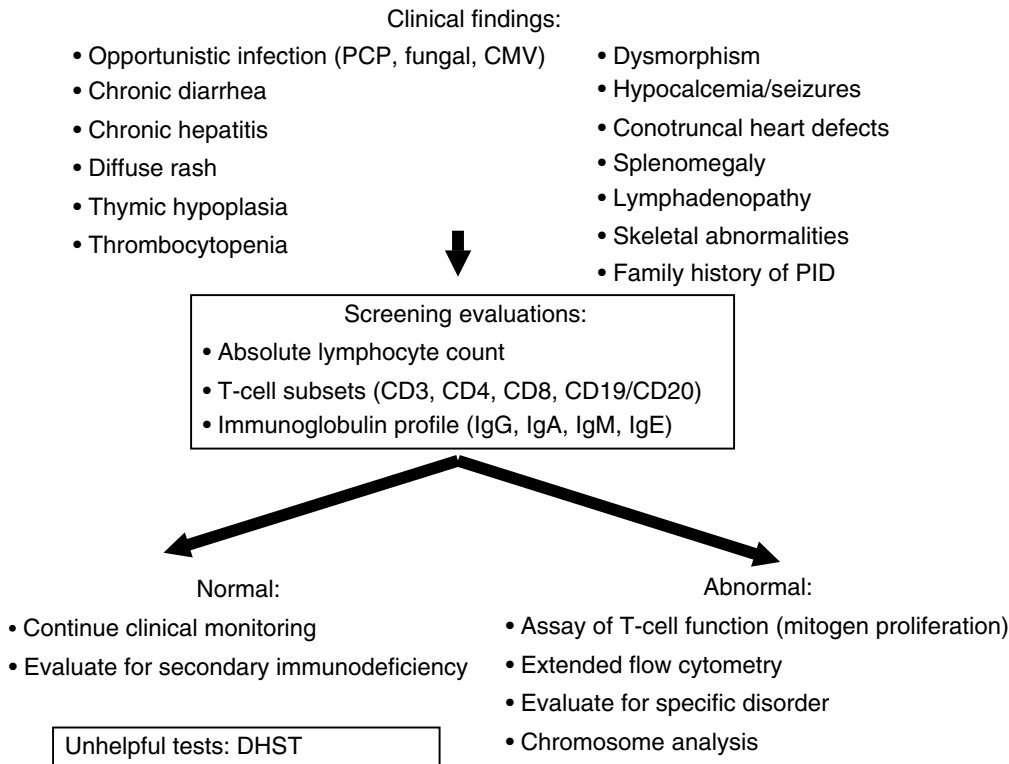 Clinical findings:
• Opportunistic infection (PCP, fungal, CMV)
• Chronic diarrhea
• Chronic hepatitis
• Diffuse rash
• Thymic hypoplasia
• Thrombocytopenia
• Dysmorphism
• Hypocalcemia/seizures
• Conotruncal heart defects
• Splenomegaly
• Lymphadenopathy
• Skeletal abnormalities
• Family history of PID
Screening evaluations:
• Absolute lymphocyte count
• T-cell subsets (CD3, CD4, CD8, CD19/CD20)
• Immunoglobulin profile (IgG, IgA, IgM, IgE)
Normal:
• Continue clinical monitoring
• Evaluate for secondary immunodeficiency
Abnormal:
• Assay of T-cell function (mitogen proliferation)
• Extended flow cytometry
• Evaluate for specific disorder
• Chromosome analysis
Unhelpful tests: DHST